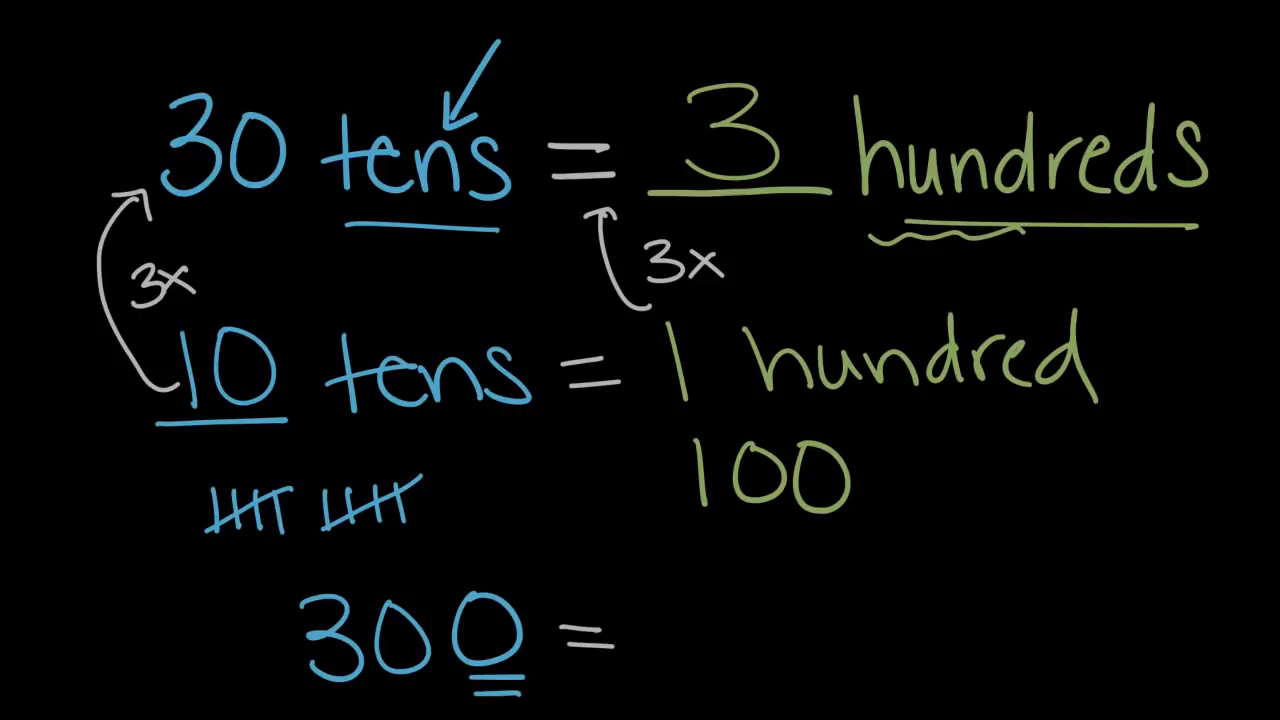 30 tens = 3 hundreds
3x 3x
10 tens = 1 hundred
100
300 =